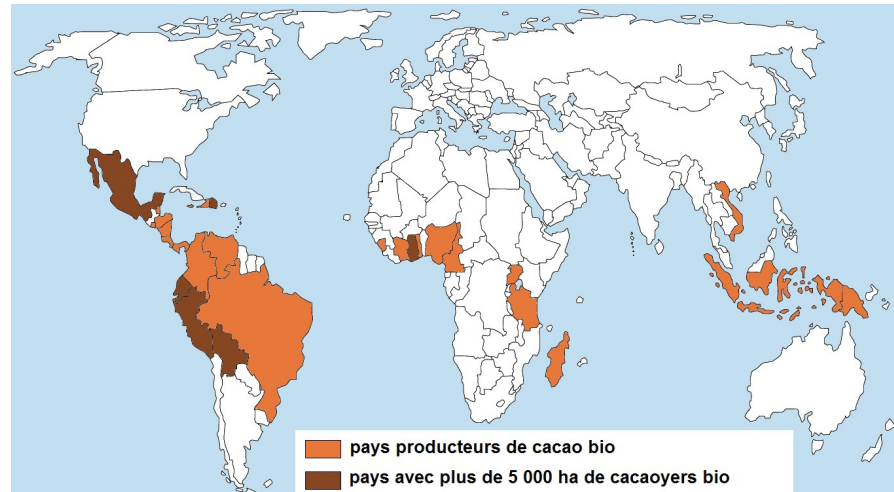 pays producteurs de cacao bio
pays avec plus de 5 000 ha de cacaoyers bio